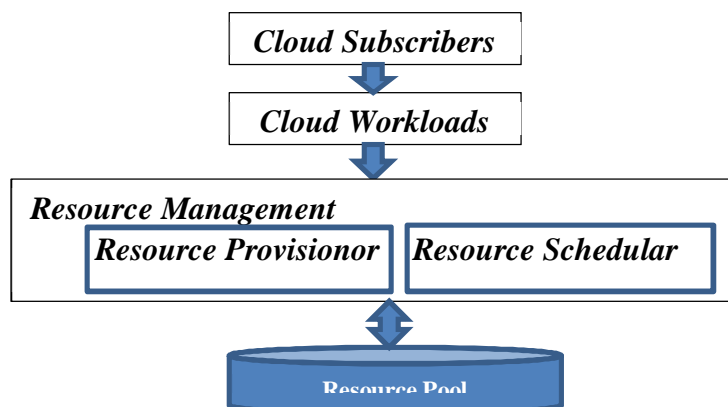 Cloud Subscribers
Cloud Workloads
Resource Management
Resource Provisionor
Resource Schedular
Resource Pool